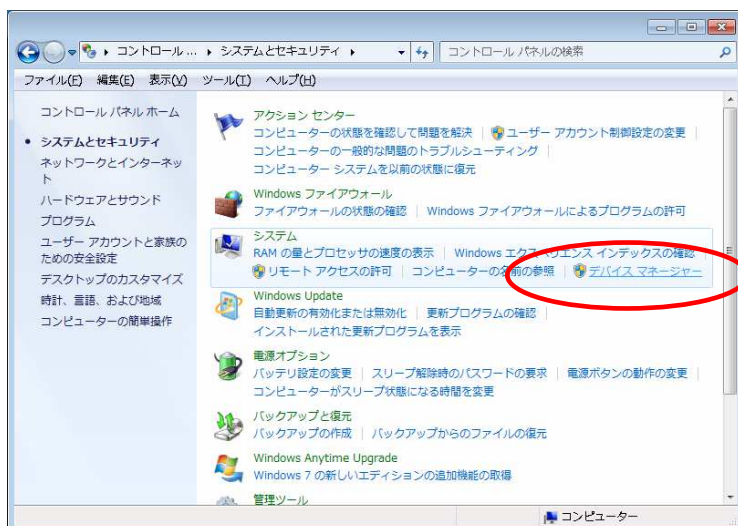 コントロール ... ▸ システムとセキュリティ ▸
コントロール パネルの検索
ファイル(F) 編集(E) 表示(V) ツール(T) ヘルプ(H)
コントロール パネル ホーム
• システムとセキュリティ
ネットワークとインターネッ
ト
ハードウェアとサウンド
プログラム
ユーザー アカウントと家族の
ための安全設定
デスクトップのカスタマイズ
時計、言語、および地域
コンピューターの簡単操作
アクション センター
コンピューターの状態を確認して問題を解決 | ユーザー アカウント制御設定の変更 |
コンピューターの一般的な問題のトラブルシューティング |
コンピューター システムを以前の状態に復元
Windows ファイアウォール
ファイアウォールの状態の確認 | Windows ファイアウォールによるプログラムの許可
システム
RAM の量とプロセッサの速度の表示 | Windows エクスペリエンス インデックスの確認
リモート アクセスの許可 | コンピューターの名前の参照 | デバイス マネージャー
Windows Update
自動更新の有効化または無効化 | 更新プログラムの確認 |
インストールされた更新プログラムを表示
電源オプション
バッテリ設定の変更 | スリープ解除時のパスワードの要求 | 電源ボタンの動作の変更 |
コンピューターがスリープ状態になる時間を変更
バックアップと復元
バックアップの作成 | バックアップからのファイルの復元
Windows Anytime Upgrade
Windows 7 の新しいエディションの追加機能の取得
管理ツール
コンピューター